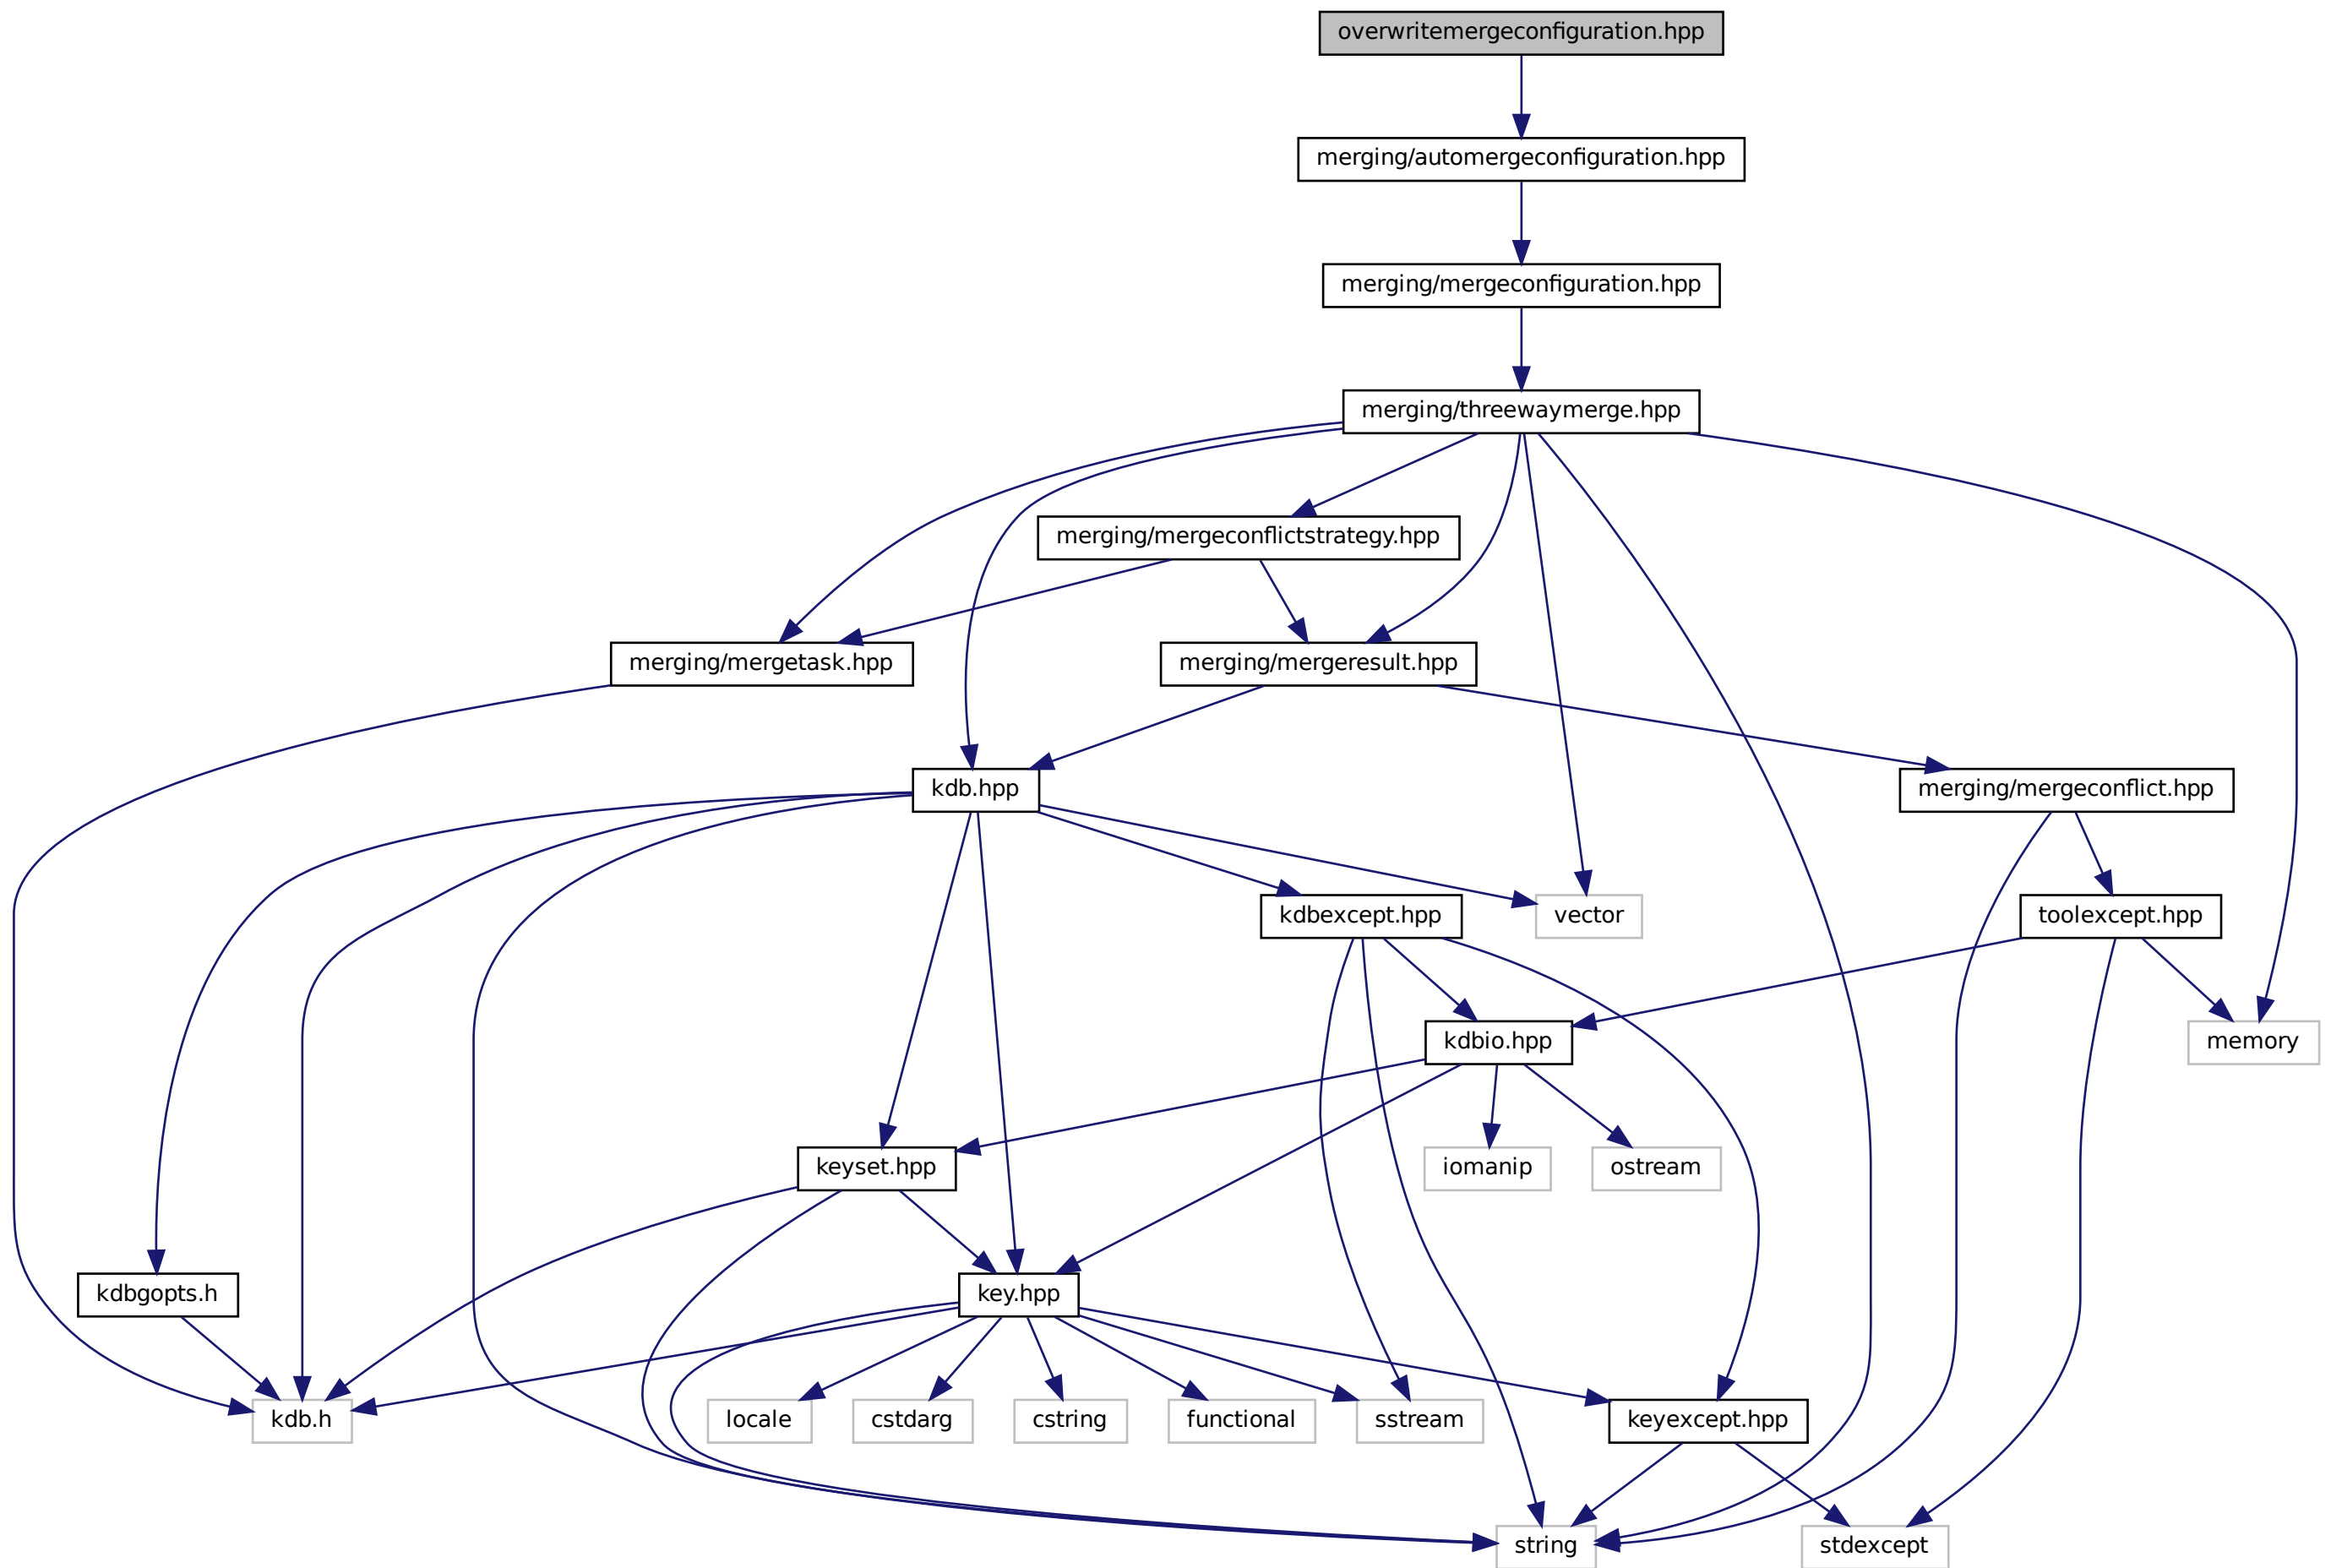 overwritemergeconfiguration.hpp
merging/automergeconfiguration.hpp
merging/mergeconfiguration.hpp
merging/threewaymerge.hpp
merging/mergeconflictstrategy.hpp
merging/mergetask.hpp
merging/mergeresult.hpp
kdb.hpp
merging/mergeconflict.hpp
kdbexcept.hpp
vector
toolexcept.hpp
kdbio.hpp
memory
keyset.hpp
iomanip
ostream
kdbgopts.h
key.hpp
kdb.h
locale
cstdarg
cstring
functional
sstream
keyexcept.hpp
string
stdexcept